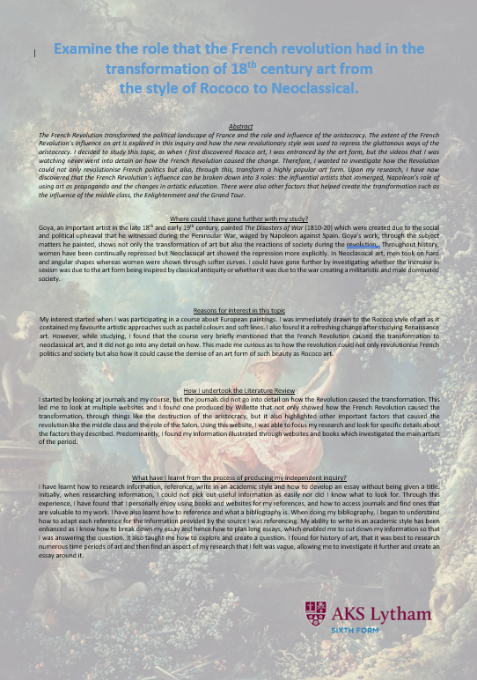 Examine the role that the French revolution had in the
transformation of 18th century art from
the style of Rococo to Neoclassical.
Abstract
The French Revolution transformed the political landscape of France and the role and influence of the aristocracy. The extent of the French
Revolution's influence on art is explored in this inquiry and how the new revolutionary style was used to repress the gluttonous ways of the
aristocracy. I decided to study this topic, as when I first discovered Rococo art, I was entranced by the art form, but the videos that I was
watching never went into detail on how the French Revolution caused the change. Therefore, I wanted to investigate how the Revolution
could not only revolutionise French politics but also, through this, transform a highly popular art form. Upon my research, I have now
discovered that the French Revolution's influence can be broken down into 3 roles: the influential artists that emerged, Napoleon's role of
using art as propaganda and the changes in artistic education. There were also other factors that helped create the transformation such as
the influence of the middle class, the Enlightenment and the Grand Tour.
Where could I have gone further with my study?
Goya, an important artist in the late 18th and early 19th century, painted The Disasters of War (1810-20) which were created due to the social
and political upheaval that he witnessed during the Peninsular War, waged by Napoleon against Spain. Goya's work, through the subject
matters he painted, shows not only the transformation of art but also the reactions of society during the revolution. Throughout history,
women have been continually repressed but Neoclassical art showed the repression more explicitly. In Neoclassical art, men took on hard
and angular shapes whereas women were shown through softer curves. I could have gone further by investigating whether the increase in
sexism was due to the art form being inspired by classical antiquity or whether it was due to the war creating a militaristic and male dominated
society.
Reasons for interest in this topic
My interest started when I was participating in a course about European paintings. I was immediately drawn to the Rococo style of art as it
contained my favourite artistic approaches such as pastel colours and soft lines. I also found it a refreshing change after studying Renaissance
art. However, while studying, I found that the course very briefly mentioned that the French Revolution caused the transformation to
neoclassical art, and it did not go into any detail on how. This made me curious as to how the revolution could not only revolutionise French
politics and society but also how it could cause the demise of an art form of such beauty as Rococo art.
How I undertook the Literature Review
I started by looking at journals and my course, but the journals did not go into detail on how the Revolution caused the transformation. This
led me to look at multiple websites and I found one produced by Willette that not only showed how the French Revolution caused the
transformation, through things like the destruction of the aristocracy, but it also highlighted other important factors that caused the
revolution like the middle class and the role of the Salon. Using this website, I was able to focus my research and look for specific details about
the factors they described. Predominantly, I found my information illustrated through websites and books which investigated the main artists
of the period.
What have I learnt from the process of producing my independent inquiry?
I have learnt how to research information, reference, write in an academic style and how to develop an essay without being given a title.
Initially, when researching information, I could not pick out useful information as easily nor did I know what to look for. Through this
experience, I have found that I personally enjoy using books and websites for my references, and how to access journals and find ones that
are valuable to my work. I have also learnt how to reference and what a bibliography is. When doing my bibliography, I began to understand
how to adapt each reference for the information provided by the source I was referencing. My ability to write in an academic style has been
enhanced as I know how to break down my essay and hence how to plan long essays, which enabled me to cut down my information so that
I was answering the question. It also taught me how to explore and create a question. I found for history of art, that it was best to research
numerous time periods of art and then find an aspect of my research that I felt was vague, allowing me to investigate it further and create an
essay around it.
AKS Lytham
SIXTH FORM